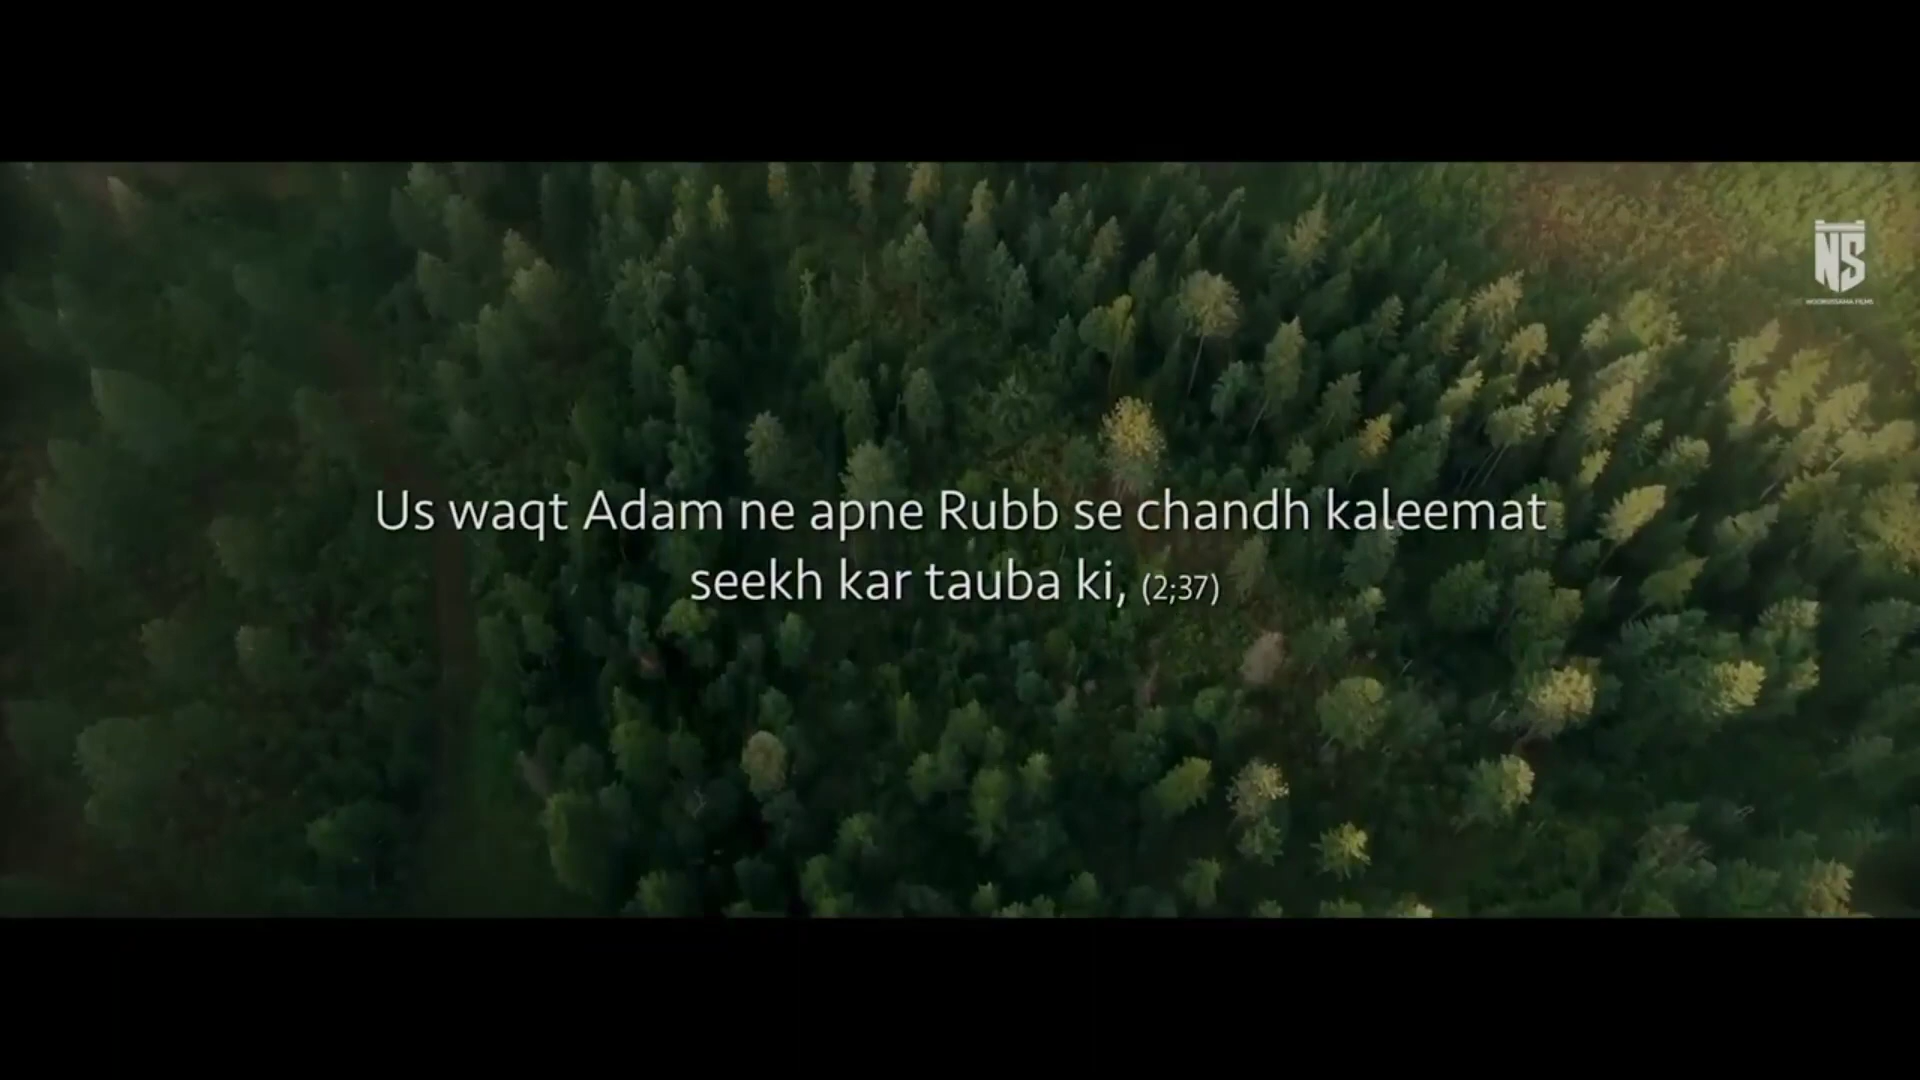 NS
Us waqt Adam ne apne Rubb se chandh kaleemat
seekh kar tauba ki, (2;37)